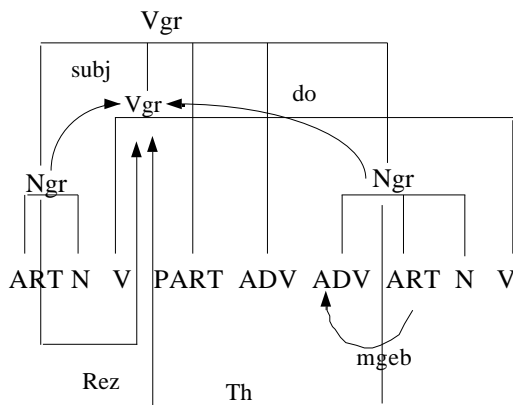 Vgr
subj
do
Vgr
Ngr
Ngr
ART N V PART ADV ADV ART N V
mgeb
Rez
Th